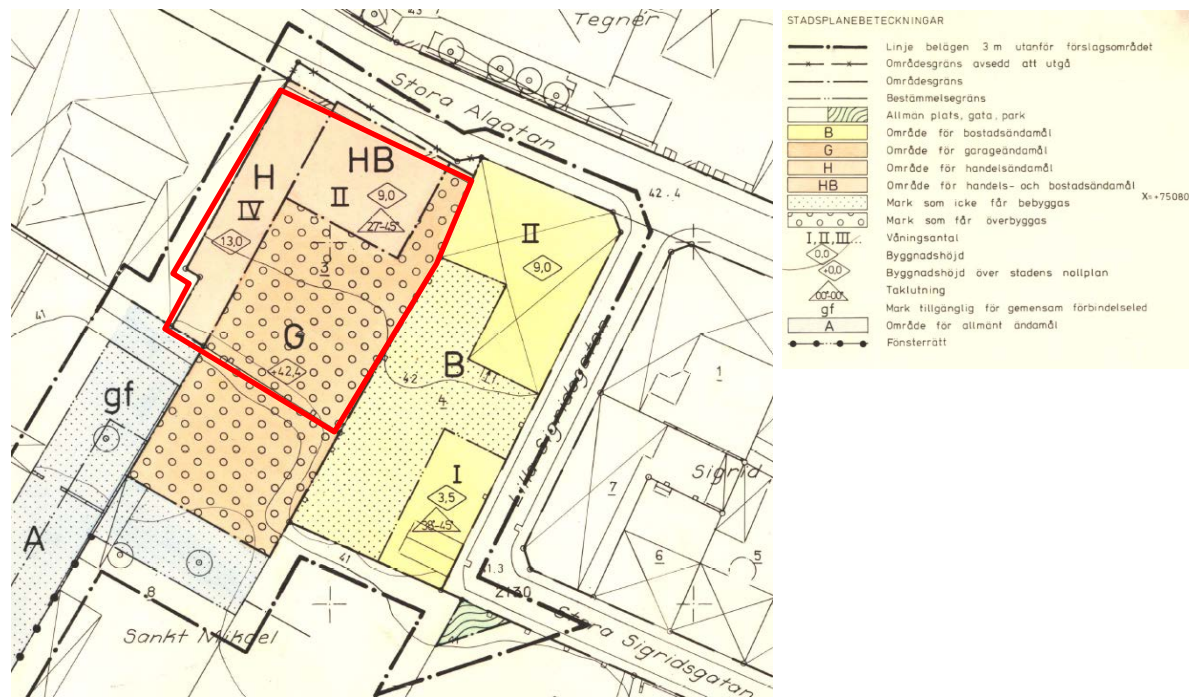 Tegnér
Stora Algatan
42.4
HB
H
II
9,0
27-45°
IV
13,0
3
II
9,0
G
+42,4
41
42
B
4
gf
1
Lilla Sigridsgatan
Sigrid
7
I
3,5
38-45°
A
41
41.3
6
5
2130
8
Sankt Mikael
Stora Sigridsgatan
STADSPLANEBETECKNINGAR
Linje belägen 3 m utanför förslagsområdet
Områdesgräns avsedd att utgå
Områdesgräns
Bestämmelsegräns
Allmän plats, gata, park
B Område för bostadsändamål
G Område för garageändamål
H Område för handelsändamål
HB Område för handels- och bostadsändamål
X=+75080
Mark som icke får bebyggas
Mark som får överbyggas
I, II, III... Våningsantal
0,0 Byggnadshöjd
+0,0 Byggnadshöjd över stadens nollplan
00°-00° Taklutning
gf Mark tillgänglig för gemensam förbindelseled
A Område för allmänt ändamål
Fönsterrätt